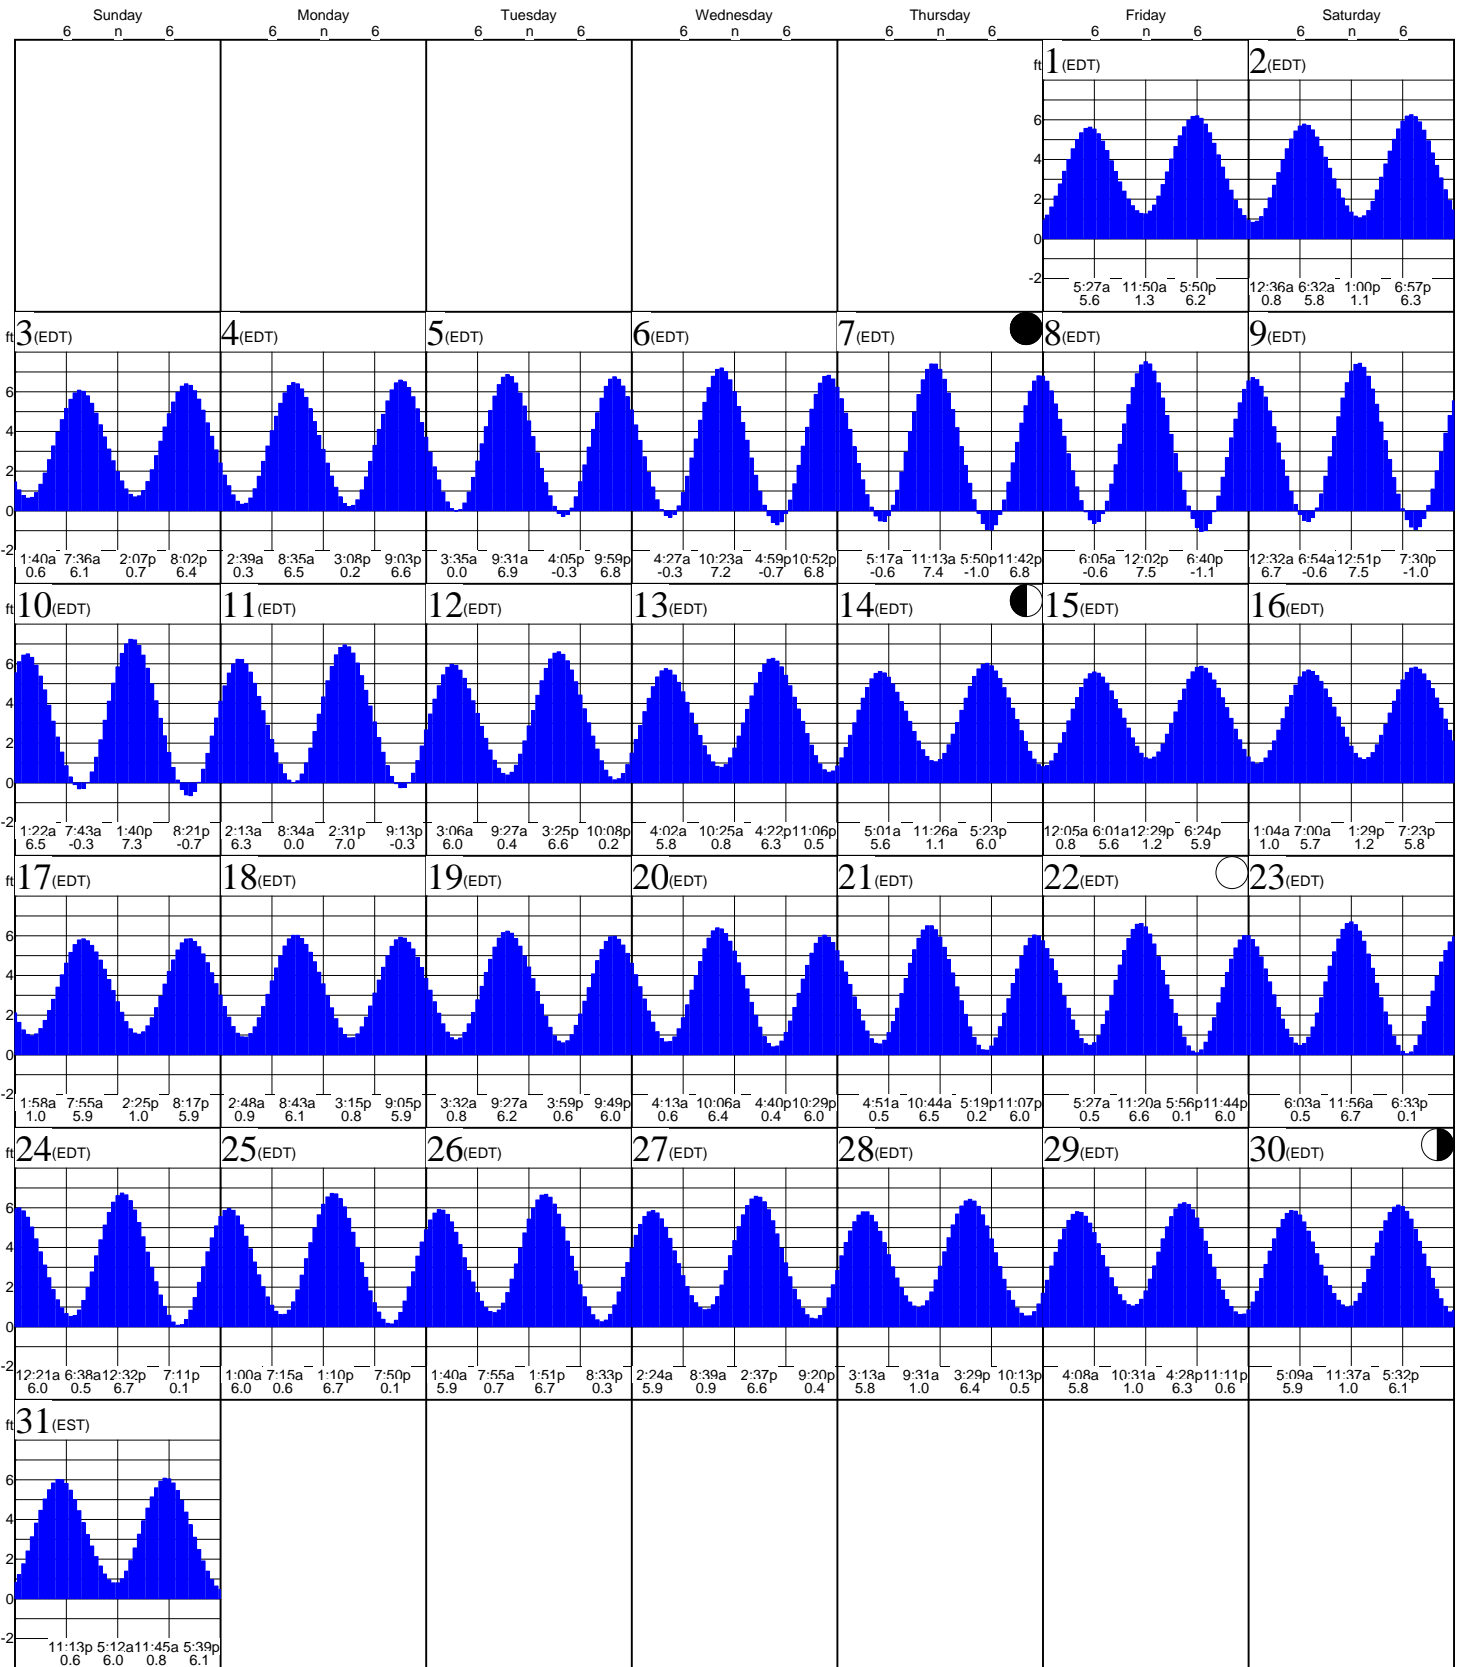 Sunday Monday Tuesday Wednesday Thursday Friday Saturday
6 n 6 6 n 6 6 n 6 6 n 6 6 n 6 6 n 6 6 n 6
ft 1(EDT) 2(EDT)
6
4
2
0
-2
5:27a 11:50a 5:50p 12:36a 6:32a 1:00p 6:57p
5.6 1.3 6.2 0.8 5.8 1.1 6.3
ft 3(EDT) 4(EDT) 5(EDT) 6(EDT) 7(EDT) 8(EDT) 9(EDT)
6
4
2
0
-2
1:40a 7:36a 2:07p 8:02p 2:39a 8:35a 3:08p 9:03p 3:35a 9:31a 4:05p 9:59p 4:27a 10:23a 4:59p 10:52p 5:17a 11:13a 5:50p 11:42p 6:05a 12:02p 6:40p 12:32a 6:54a 12:51p 7:30p
0.6 6.1 0.7 6.4 0.3 6.5 0.2 6.6 0.0 6.9 -0.3 6.8 -0.3 7.2 -0.7 6.8 -0.6 7.4 -1.0 6.8 -0.6 7.5 -1.1 6.7 -0.6 7.5 -1.0
ft 10(EDT) 11(EDT) 12(EDT) 13(EDT) 14(EDT) 15(EDT) 16(EDT)
6
4
2
0
-2
1:22a 7:43a 1:40p 8:21p 2:13a 8:34a 2:31p 9:13p 3:06a 9:27a 3:25p 10:08p 4:02a 10:25a 4:22p 11:06p 5:01a 11:26a 5:23p 12:05a 6:01a 12:29p 6:24p 1:04a 7:00a 1:29p 7:23p
6.5 -0.3 7.3 -0.7 6.3 0.0 7.0 -0.3 6.0 0.4 6.6 0.2 5.8 0.8 6.3 0.5 5.6 1.1 6.0 0.8 5.6 1.2 5.9 1.0 5.7 1.2 5.8
ft 17(EDT) 18(EDT) 19(EDT) 20(EDT) 21(EDT) 22(EDT) 23(EDT)
6
4
2
0
-2
1:58a 7:55a 2:25p 8:17p 2:48a 8:43a 3:15p 9:05p 3:32a 9:27a 3:59p 9:49p 4:13a 10:06a 4:40p 10:29p 4:51a 10:44a 5:19p 11:07p 5:27a 11:20a 5:56p 11:44p 6:03a 11:56a 6:33p
1.0 5.9 1.0 5.9 0.9 6.1 0.8 5.9 0.8 6.2 0.6 6.0 0.6 6.4 0.4 6.0 0.5 6.5 0.2 6.0 0.5 6.6 0.1 6.0 0.5 6.7 0.1
ft 24(EDT) 25(EDT) 26(EDT) 27(EDT) 28(EDT) 29(EDT) 30(EDT)
6
4
2
0
-2
12:21a 6:38a 12:32p 7:11p 1:00a 7:15a 1:10p 7:50p 1:40a 7:55a 1:51p 8:33p 2:24a 8:39a 2:37p 9:20p 3:13a 9:31a 3:29p 10:13p 4:08a 10:31a 4:28p 11:11p 5:09a 11:37a 5:32p
6.0 0.5 6.7 0.1 6.0 0.6 6.7 0.1 5.9 0.7 6.7 0.3 5.9 0.9 6.6 0.4 5.8 1.0 6.4 0.5 5.8 1.0 6.3 0.6 5.9 1.0 6.1
ft 31(EST)
6
4
2
0
-2
11:13p 5:12a 11:45a 5:39p
0.6 6.0 0.8 6.1